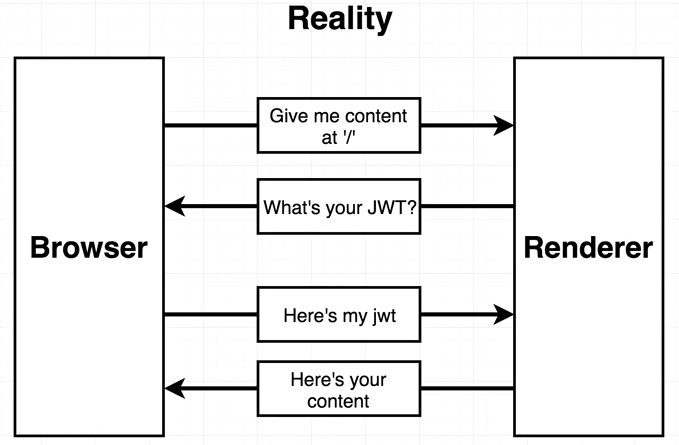 Reality
Give me content
at '/'
What's your JWT?
Browser
Renderer
Here's my jwt
Here's your
content